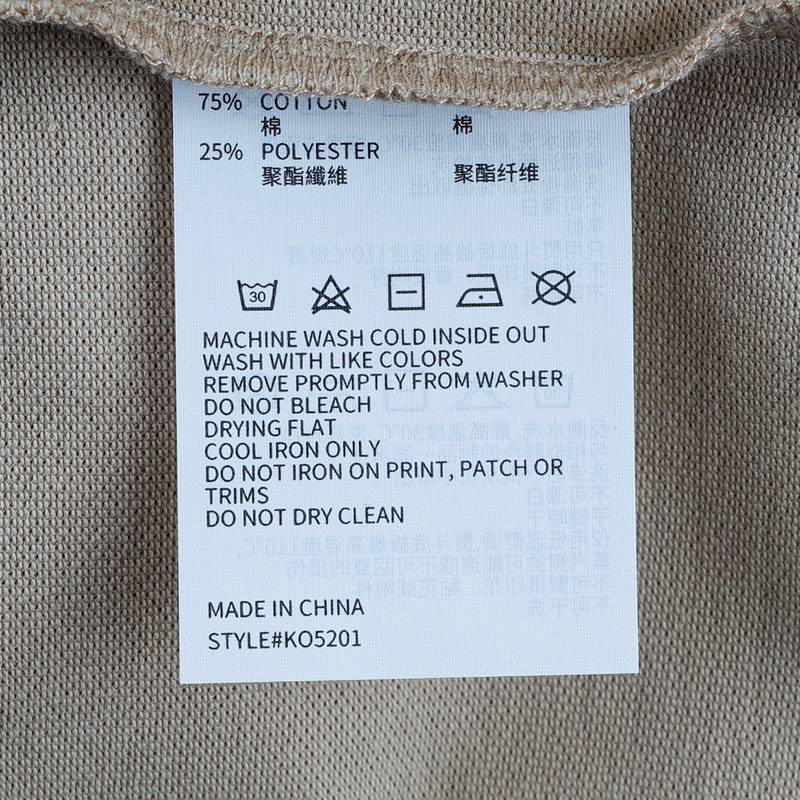 75% COTTON
棉 棉
25% POLYESTER
聚酯纖維 聚酯纤维
30
MACHINE WASH COLD INSIDE OUT
WASH WITH LIKE COLORS
REMOVE PROMPTLY FROM WASHER
DO NOT BLEACH
DRYING FLAT
COOL IRON ONLY
DO NOT IRON ON PRINT, PATCH OR
TRIMS
DO NOT DRY CLEAN
MADE IN CHINA
STYLE#KO5201